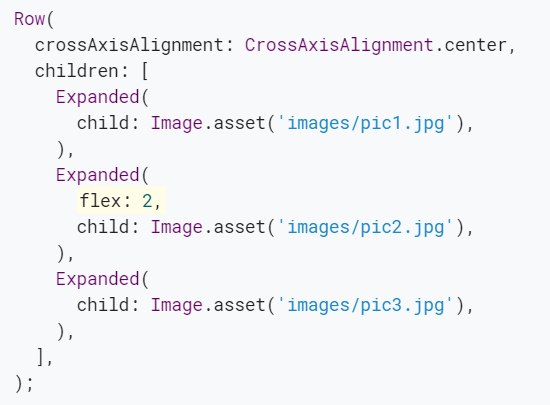 Row(
  crossAxisAlignment: CrossAxisAlignment.center,
  children: [
    Expanded(
      child: Image.asset('images/pic1.jpg'),
    ),
    Expanded(
      flex: 2,
      child: Image.asset('images/pic2.jpg'),
    ),
    Expanded(
      child: Image.asset('images/pic3.jpg'),
    ),
  ],
);